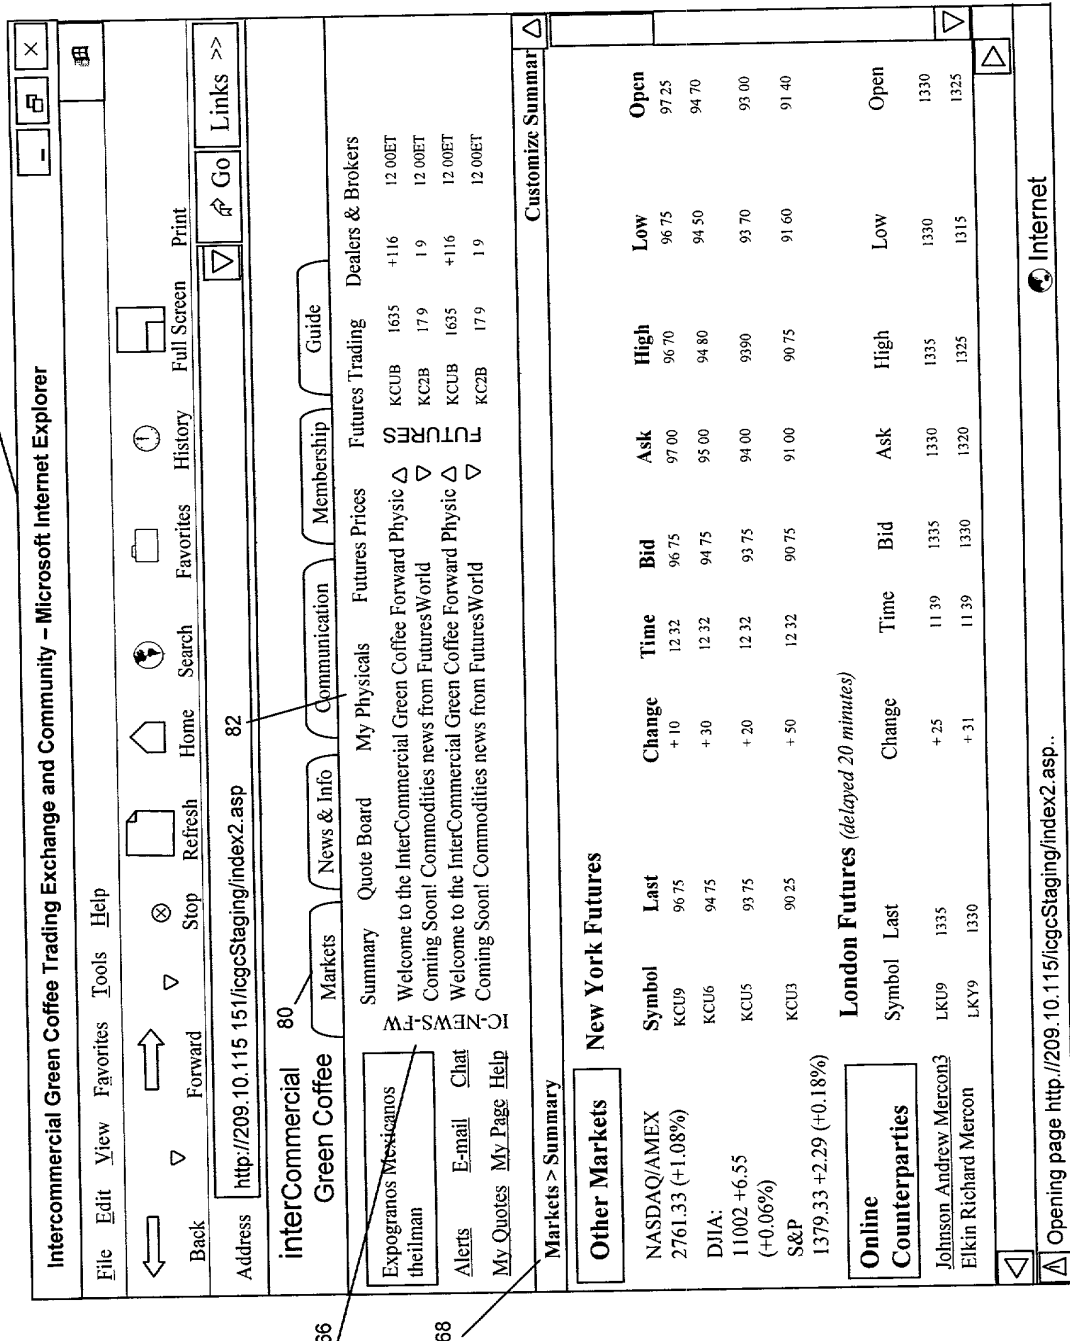 Intercommercial Green Coffee Trading Exchange and Community – Microsoft Internet Explorer
File Edit View Favorites Tools Help
Back Forward Stop Refresh Home Search Favorites History Full Screen Print
Address http://209.10.115 151/icgcStaging/index2.asp Go Links >>
80
82
interCommercial
Green Coffee
Markets News & Info Communication Membership Guide
Summary Quote Board My Physicals Futures Prices Futures Trading Dealers & Brokers
Expogranos Mexicanos
theilman
Alerts E-mail Chat
My Quotes My Page Help
IC-NEWS-FW
Welcome to the InterCommercial Green Coffee Forward Physic
Coming Soon! Commodities news from FuturesWorld
Welcome to the InterCommercial Green Coffee Forward Physic
Coming Soon! Commodities news from FuturesWorld
FUTURES
KCUB 1635 +116 12 00ET
KC2B 17 9 1 9 12 00ET
KCUB 1635 +116 12 00ET
KC2B 17 9 1 9 12 00ET
66
68
Markets > Summary Customize Summar
Other Markets
NASDAQ/AMEX
2761.33 (+1.08%)
DJIA:
11002 +6.55
(+0.06%)
S&P
1379.33 +2.29 (+0.18%)
Online
Counterparties
Johnson Andrew Mercon3
Elkin Richard Mercon
New York Futures
Symbol Last Change Time Bid Ask High Low Open
KCU9 96 75 + 10 12 32 96 75 97 00 96 70 96 75 97 25
KCU6 94 75 + 30 12 32 94 75 95 00 94 80 94 50 94 70
KCU5 93 75 + 20 12 32 93 75 94 00 9390 93 70 93 00
KCU3 90 25 + 50 12 32 90 75 91 00 90 75 91 60 91 40
London Futures (delayed 20 minutes)
Symbol Last Change Time Bid Ask High Low Open
LKU9 1335 + 25 11 39 1335 1330 1335 1330 1330
LKY9 1330 + 31 11 39 1330 1320 1325 1315 1325
Opening page http://209.10.115/icgcStaging/index2.asp.. Internet